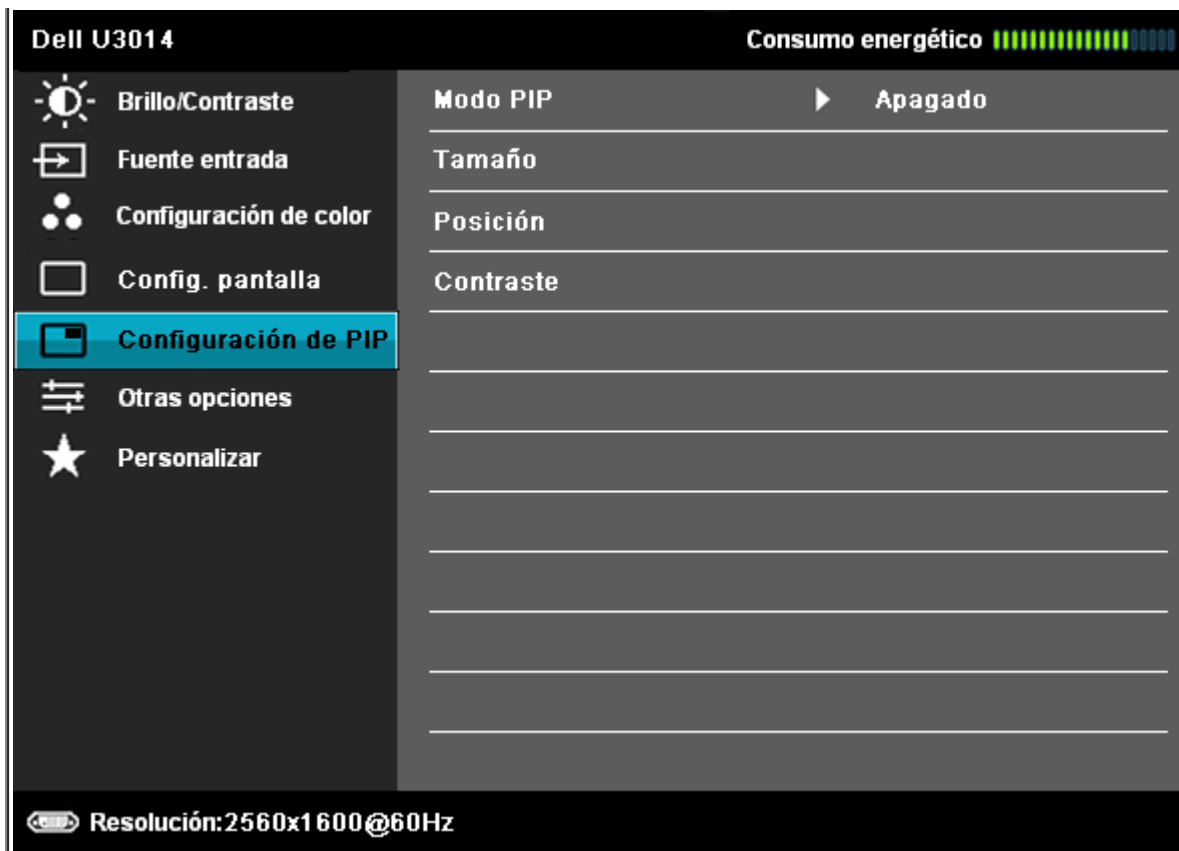 Dell U3014 Consumo energético
Brillo/Contraste Modo PIP Apagado
Fuente entrada Tamaño
Configuración de color Posición
Config. pantalla Contraste
Configuración de PIP
Otras opciones
Personalizar
Resolución:2560x1600@60Hz